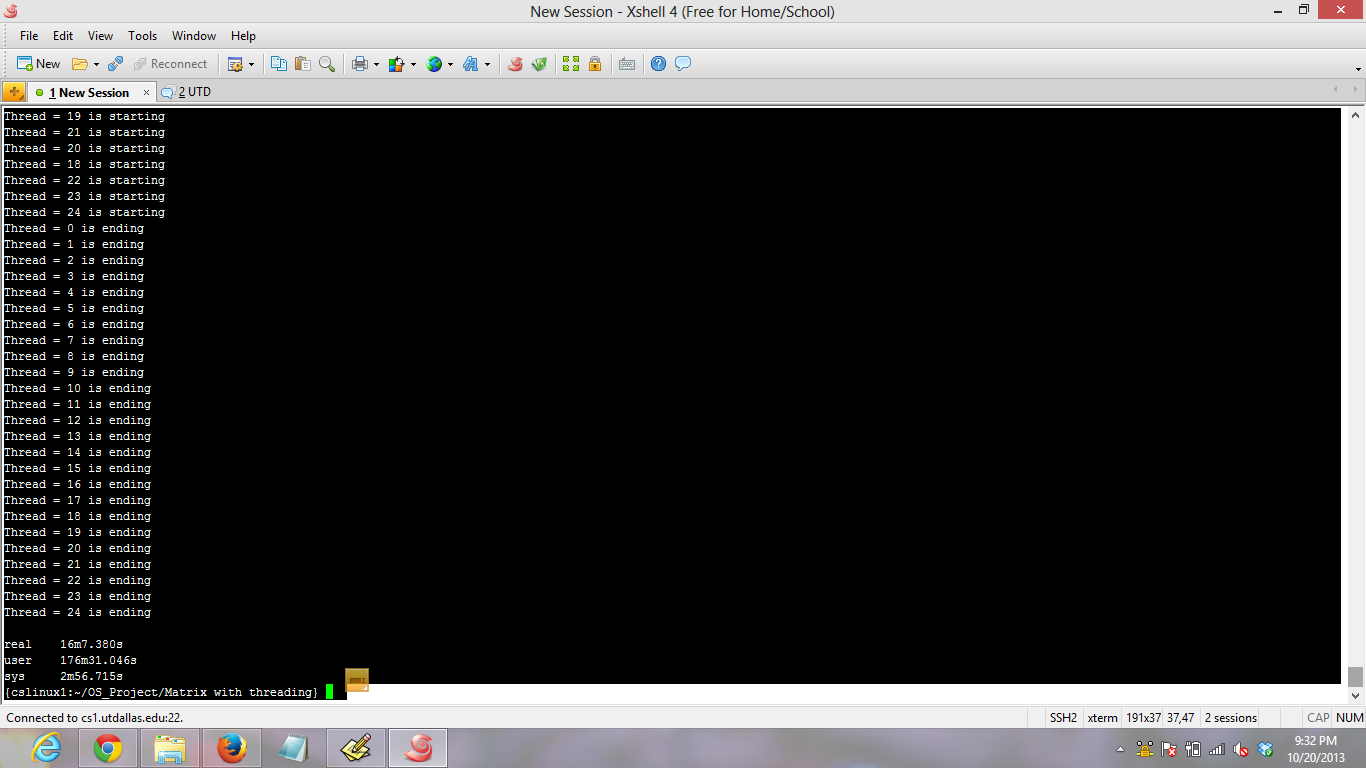 New Session - Xshell 4 (Free for Home/School)
File Edit View Tools Window Help
New Reconnect
1 New Session 2 UTD
Thread = 19 is starting
Thread = 21 is starting
Thread = 20 is starting
Thread = 18 is starting
Thread = 22 is starting
Thread = 23 is starting
Thread = 24 is starting
Thread = 0 is ending
Thread = 1 is ending
Thread = 2 is ending
Thread = 3 is ending
Thread = 4 is ending
Thread = 5 is ending
Thread = 6 is ending
Thread = 7 is ending
Thread = 8 is ending
Thread = 9 is ending
Thread = 10 is ending
Thread = 11 is ending
Thread = 12 is ending
Thread = 13 is ending
Thread = 14 is ending
Thread = 15 is ending
Thread = 16 is ending
Thread = 17 is ending
Thread = 18 is ending
Thread = 19 is ending
Thread = 20 is ending
Thread = 21 is ending
Thread = 22 is ending
Thread = 23 is ending
Thread = 24 is ending
real 16m7.380s
user 176m31.046s
sys 2m56.715s
{cslinux1:~/OS_Project/Matrix with threading}
Connected to cs1.utdallas.edu:22. SSH2 xterm 191x37 37,47 2 sessions CAP NUM
9:32 PM
10/20/2013